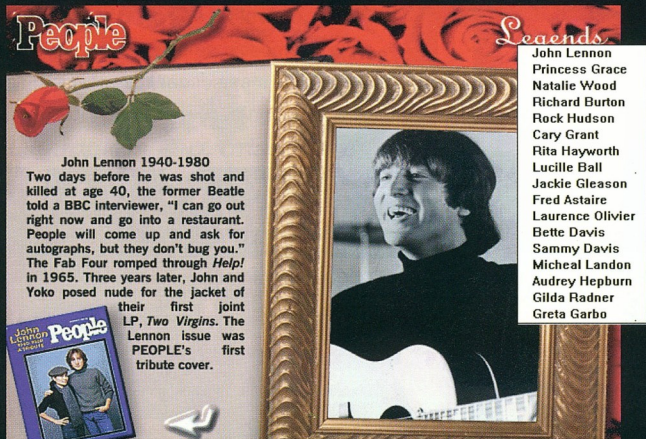 People
Legends
John Lennon 1940-1980
Two days before he was shot and
killed at age 40, the former Beatle
told a BBC interviewer, “I can go out
right now and go into a restaurant.
People will come up and ask for
autographs, but they don't bug you.”
The Fab Four romped through Help!
in 1965. Three years later, John and
Yoko posed nude for the jacket of
their first joint
LP, Two Virgins. The
Lennon issue was
PEOPLE's first
tribute cover.
John Lennon
Princess Grace
Natalie Wood
Richard Burton
Rock Hudson
Cary Grant
Rita Hayworth
Lucille Ball
Jackie Gleason
Fred Astaire
Laurence Olivier
Bette Davis
Sammy Davis
Micheal Landon
Audrey Hepburn
Gilda Radner
Greta Garbo
John
Lennon
People